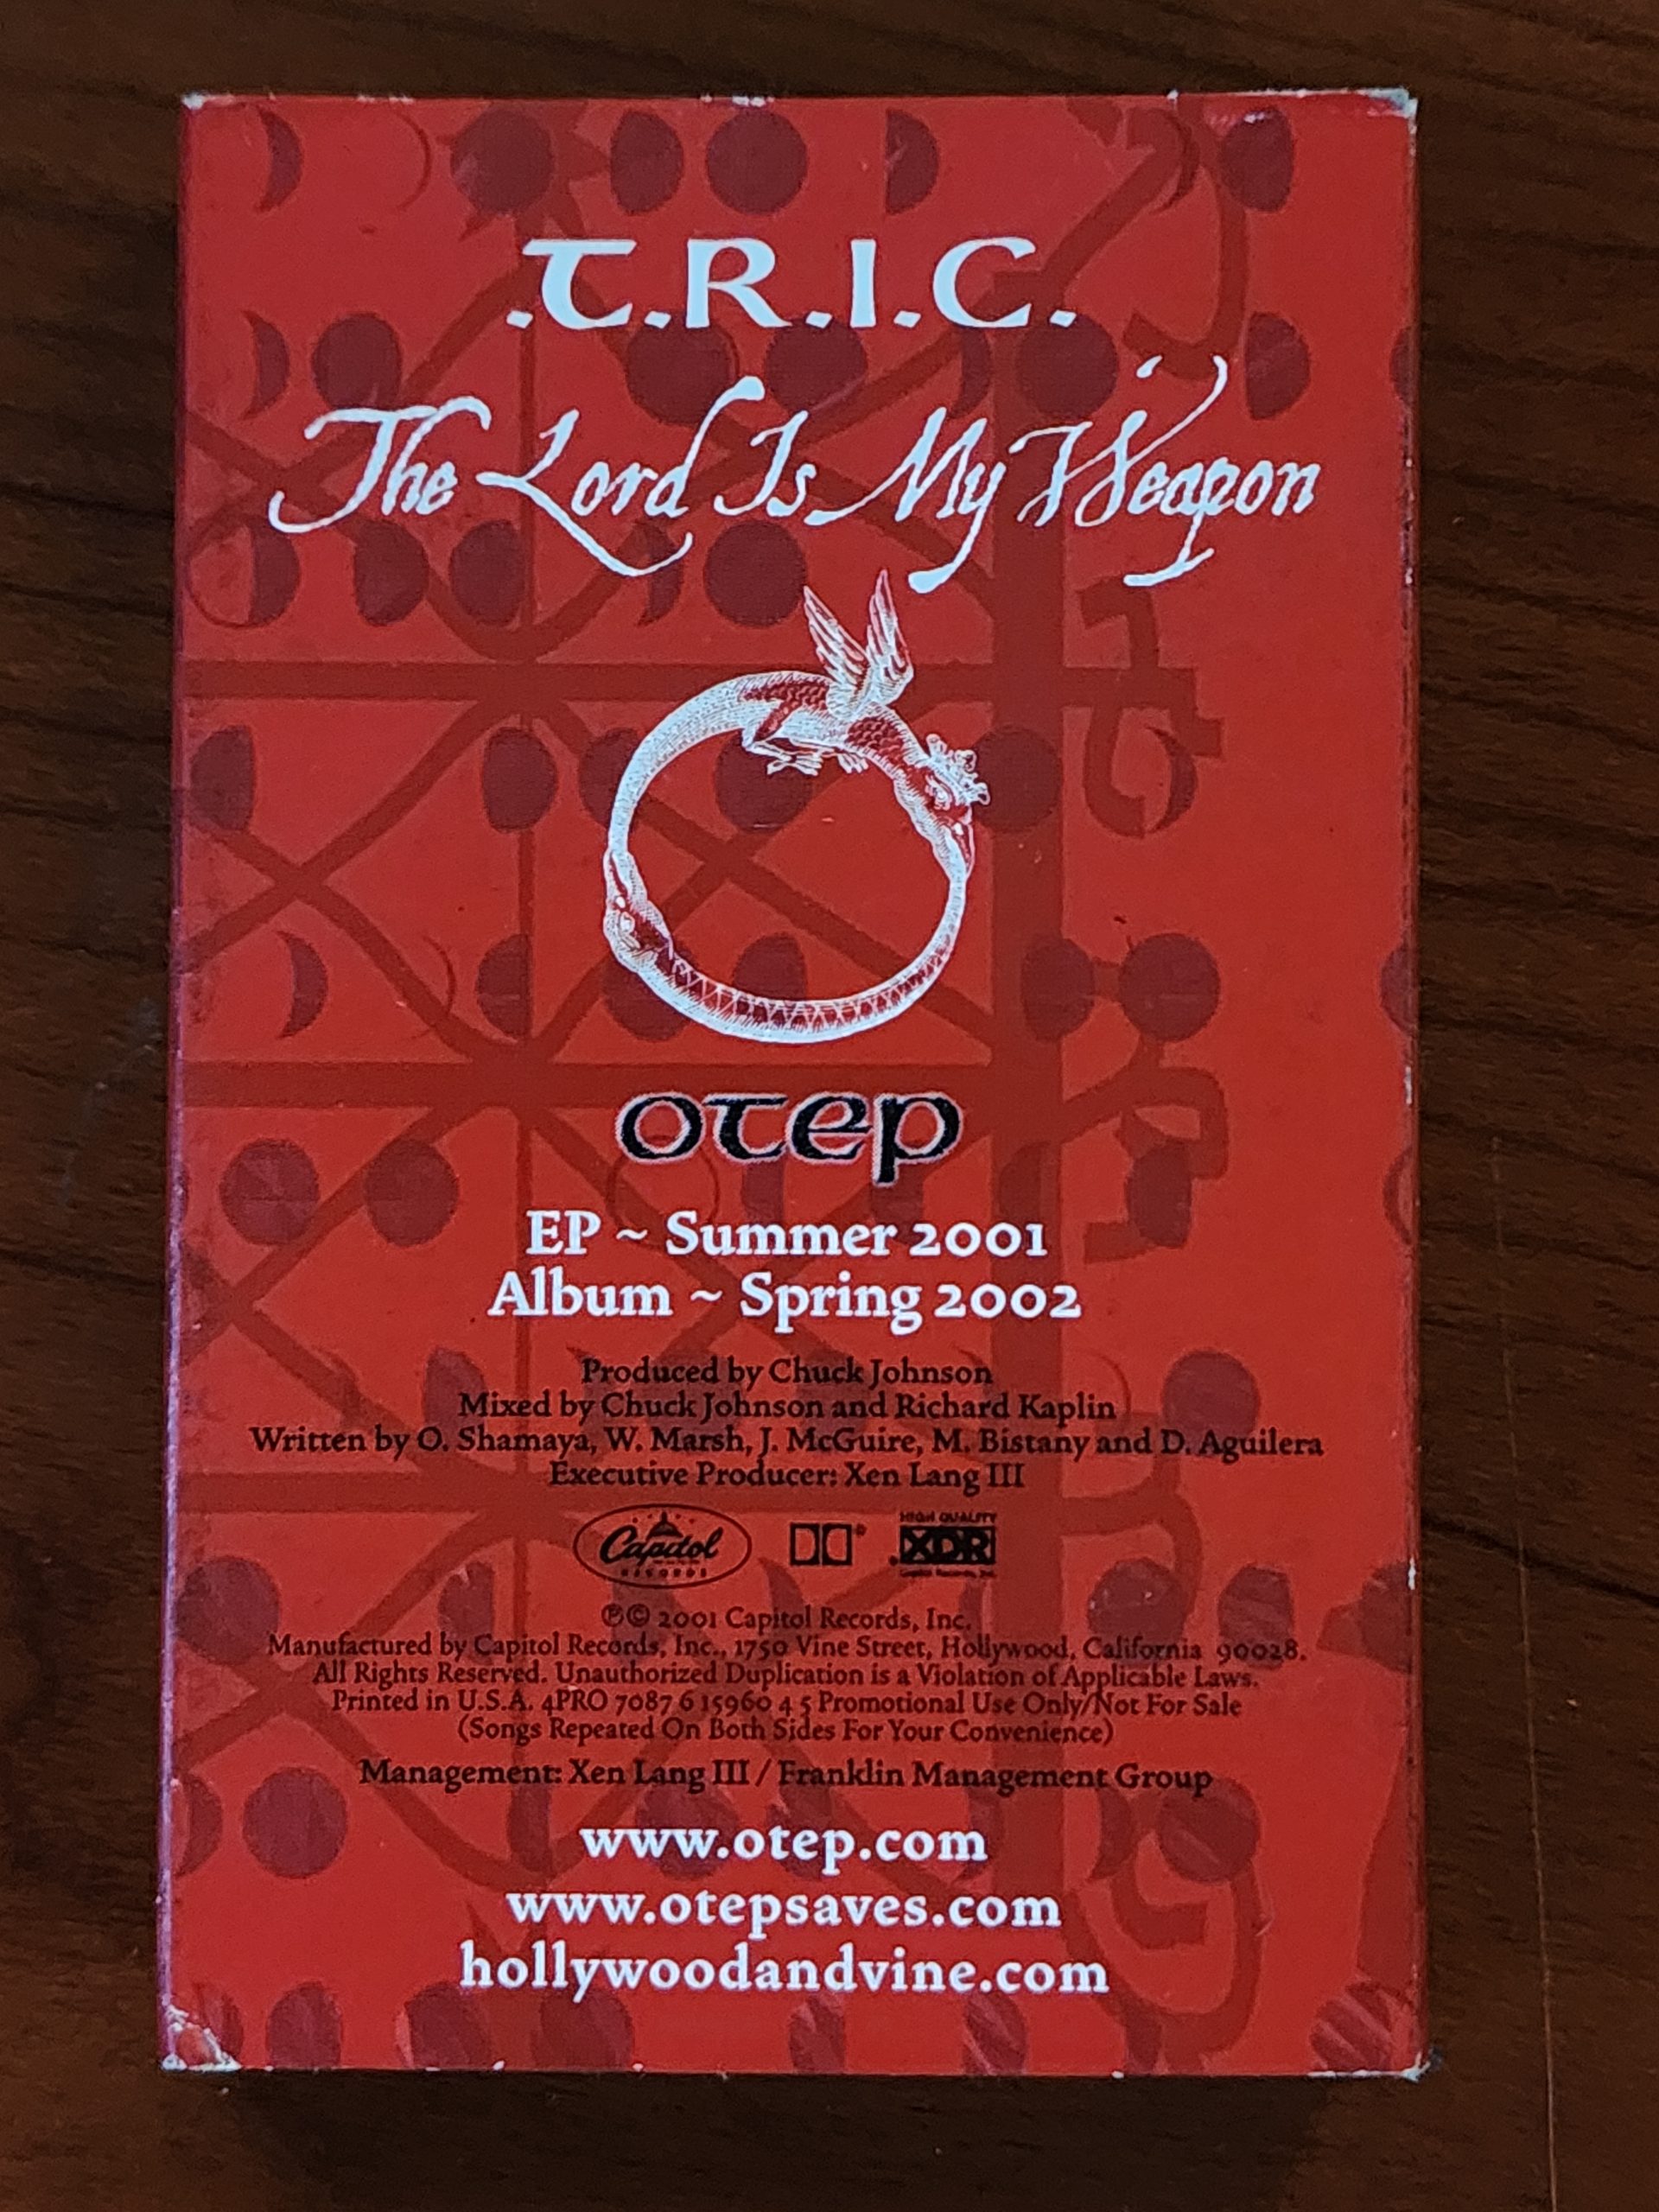 .T.R.I.C.
The Lord Is My Weapon
otep
EP ~ Summer 2001
Album ~ Spring 2002
Produced by Chuck Johnson
Mixed by Chuck Johnson and Richard Kaplin
Written by O. Shamaya, W. Marsh, J. McGuire, M. Bistany and D. Aguilera
Executive Producer: Xen Lang III
Capitol RECORDS
HIGH QUALITY
XDR
Capitol Records, Inc.
℗© 2001 Capitol Records, Inc.
Manufactured by Capitol Records, Inc., 1750 Vine Street, Hollywood, California 90028.
All Rights Reserved. Unauthorized Duplication is a Violation of Applicable Laws.
Printed in U.S.A. 4PRO 7087 6 15960 4 5 Promotional Use Only/Not For Sale
(Songs Repeated On Both Sides For Your Convenience)
Management: Xen Lang III / Franklin Management Group
www.otep.com
www.otepsaves.com
hollywoodandvine.com